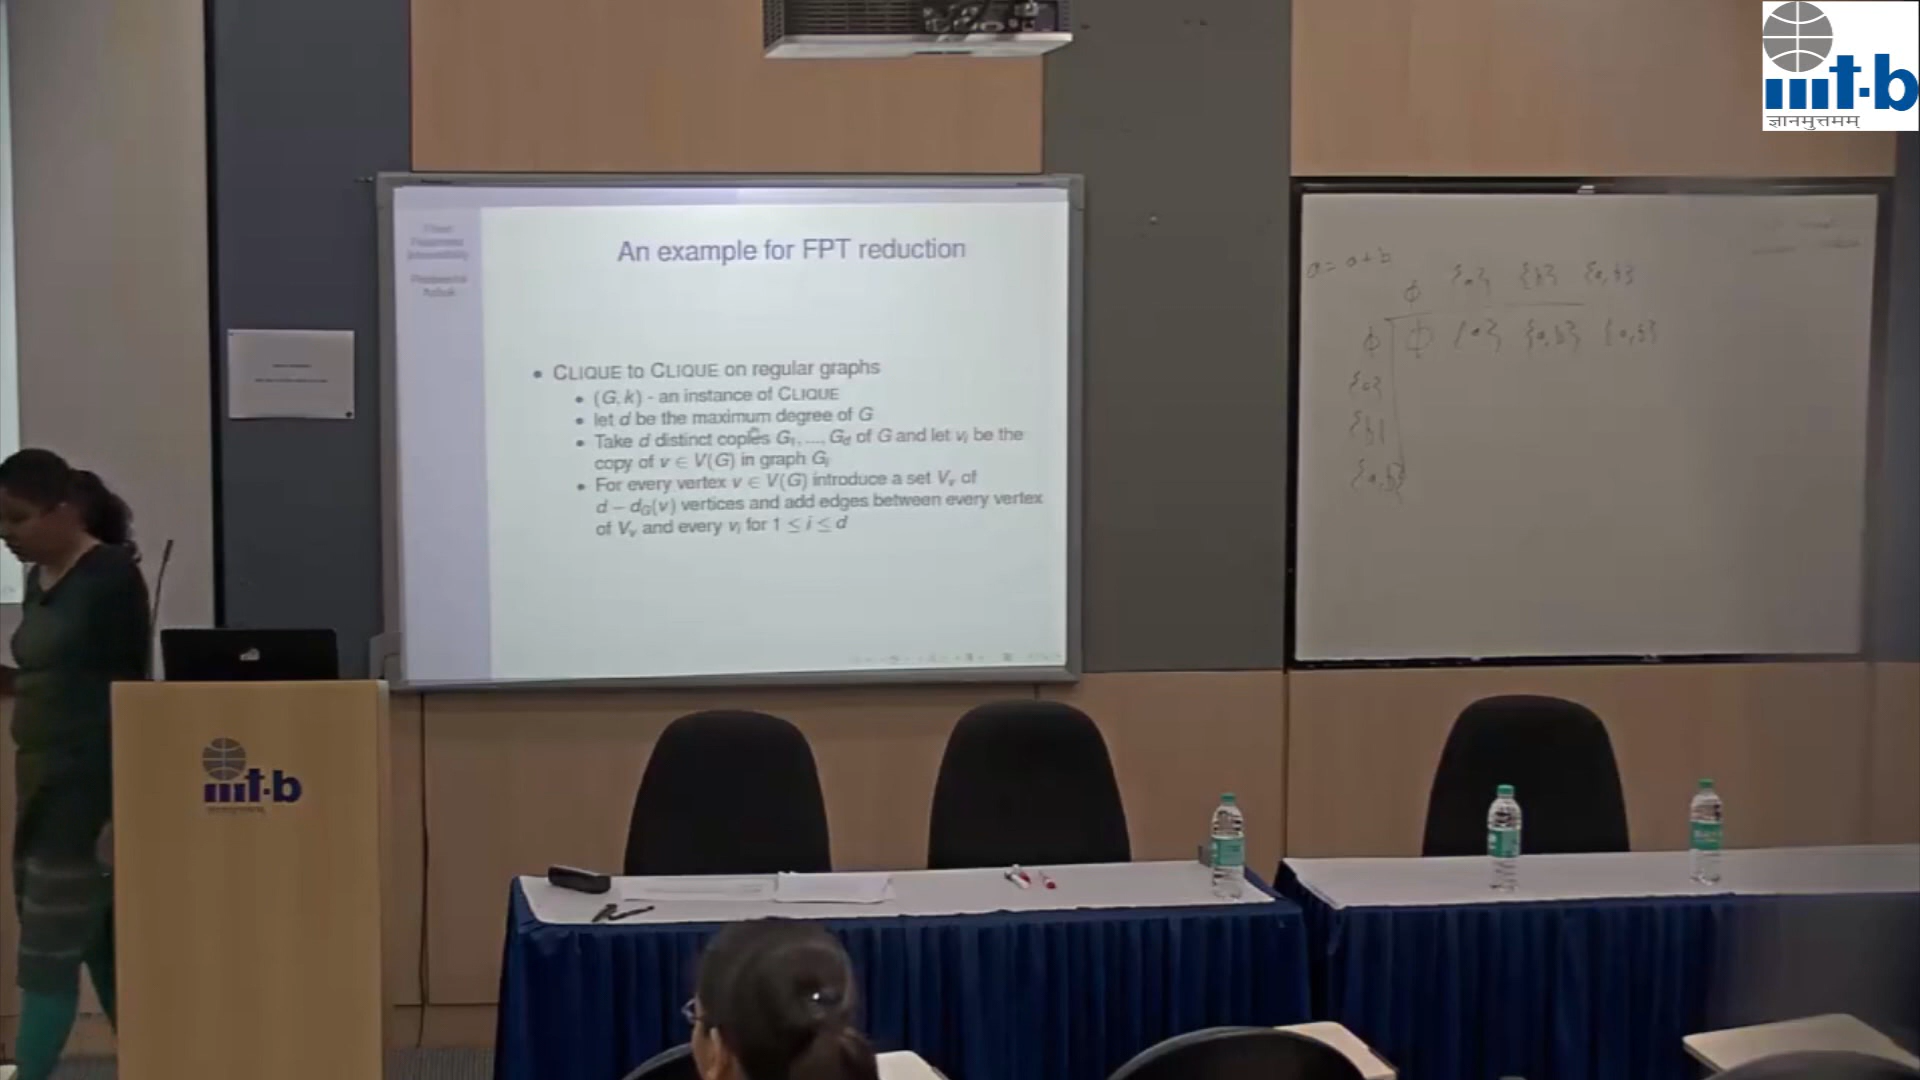 iiit-b
ज्ञानमुत्तमम्
An example for FPT reduction
• CLIQUE to CLIQUE on regular graphs
• (G, k) - an instance of CLIQUE
• let d be the maximum degree of G
• Take d distinct copies G₁, ..., G_d of G and let vᵢ be the
copy of v ∈ V(G) in graph Gᵢ
• For every vertex v ∈ V(G) introduce a set Vᵥ of
d − d_G(v) vertices and add edges between every vertex
of Vᵥ and every vᵢ for 1 ≤ i ≤ d
a = a + b
ϕ {a} {b} {a, b}
ϕ ϕ {a} {a, b} {a, b}
{a}
{b}
{a, b}
iiit-b